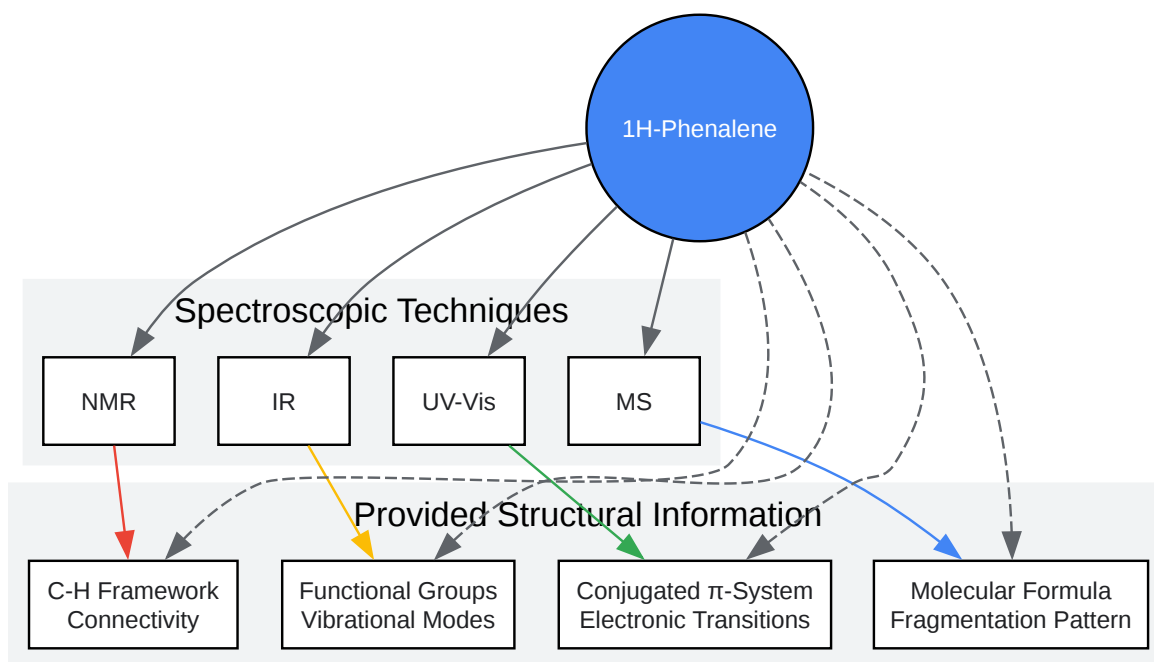 1H-Phenalene
Spectroscopic Techniques
NMR
IR
UV-Vis
MS
Provided Structural Information
C-H Framework
Connectivity
Functional Groups
Vibrational Modes
Conjugated π-System
Electronic Transitions
Molecular Formula
Fragmentation Pattern